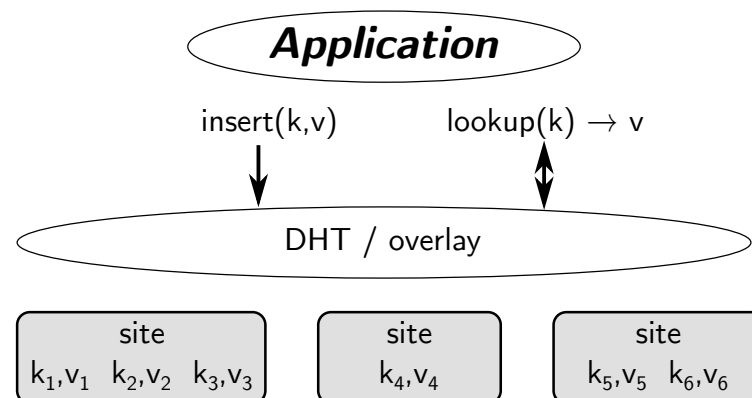 Application
insert(k,v) lookup(k) → v
DHT / overlay
site site site
k₁,v₁ k₂,v₂ k₃,v₃ k₄,v₄ k₅,v₅ k₆,v₆